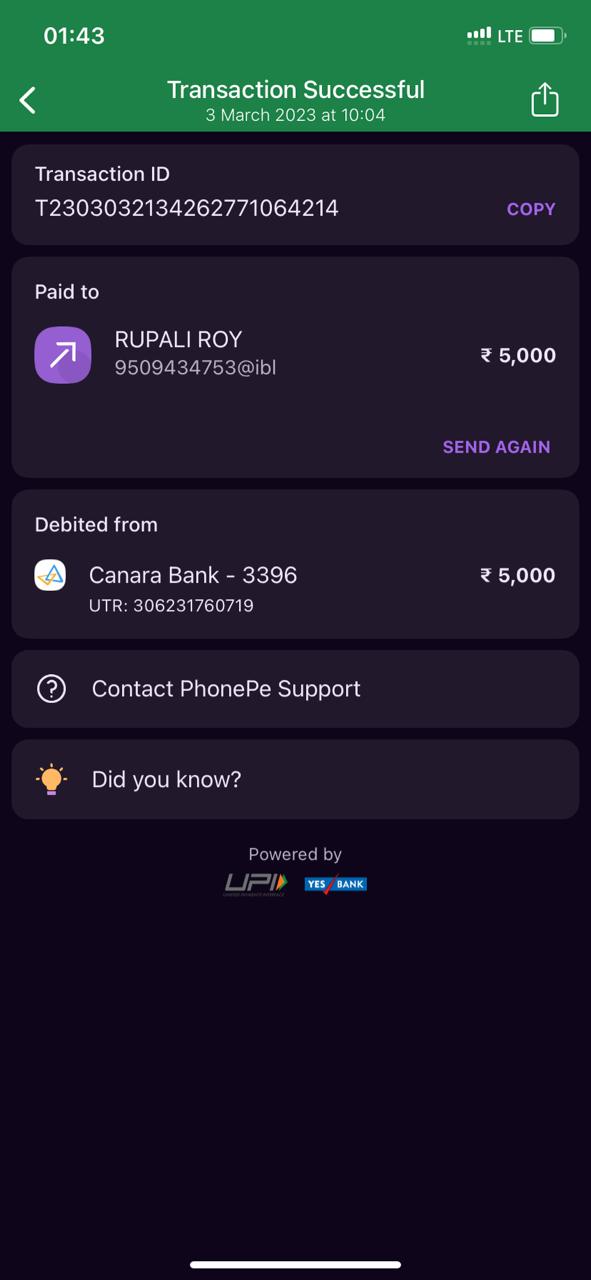 01:43
LTE
Transaction Successful
3 March 2023 at 10:04
Transaction ID
T2303032134262771064214
COPY
Paid to
RUPALI ROY
9509434753@ibl
₹ 5,000
SEND AGAIN
Debited from
Canara Bank - 3396
₹ 5,000
UTR: 306231760719
Contact PhonePe Support
Did you know?
Powered by
UPI
YES BANK